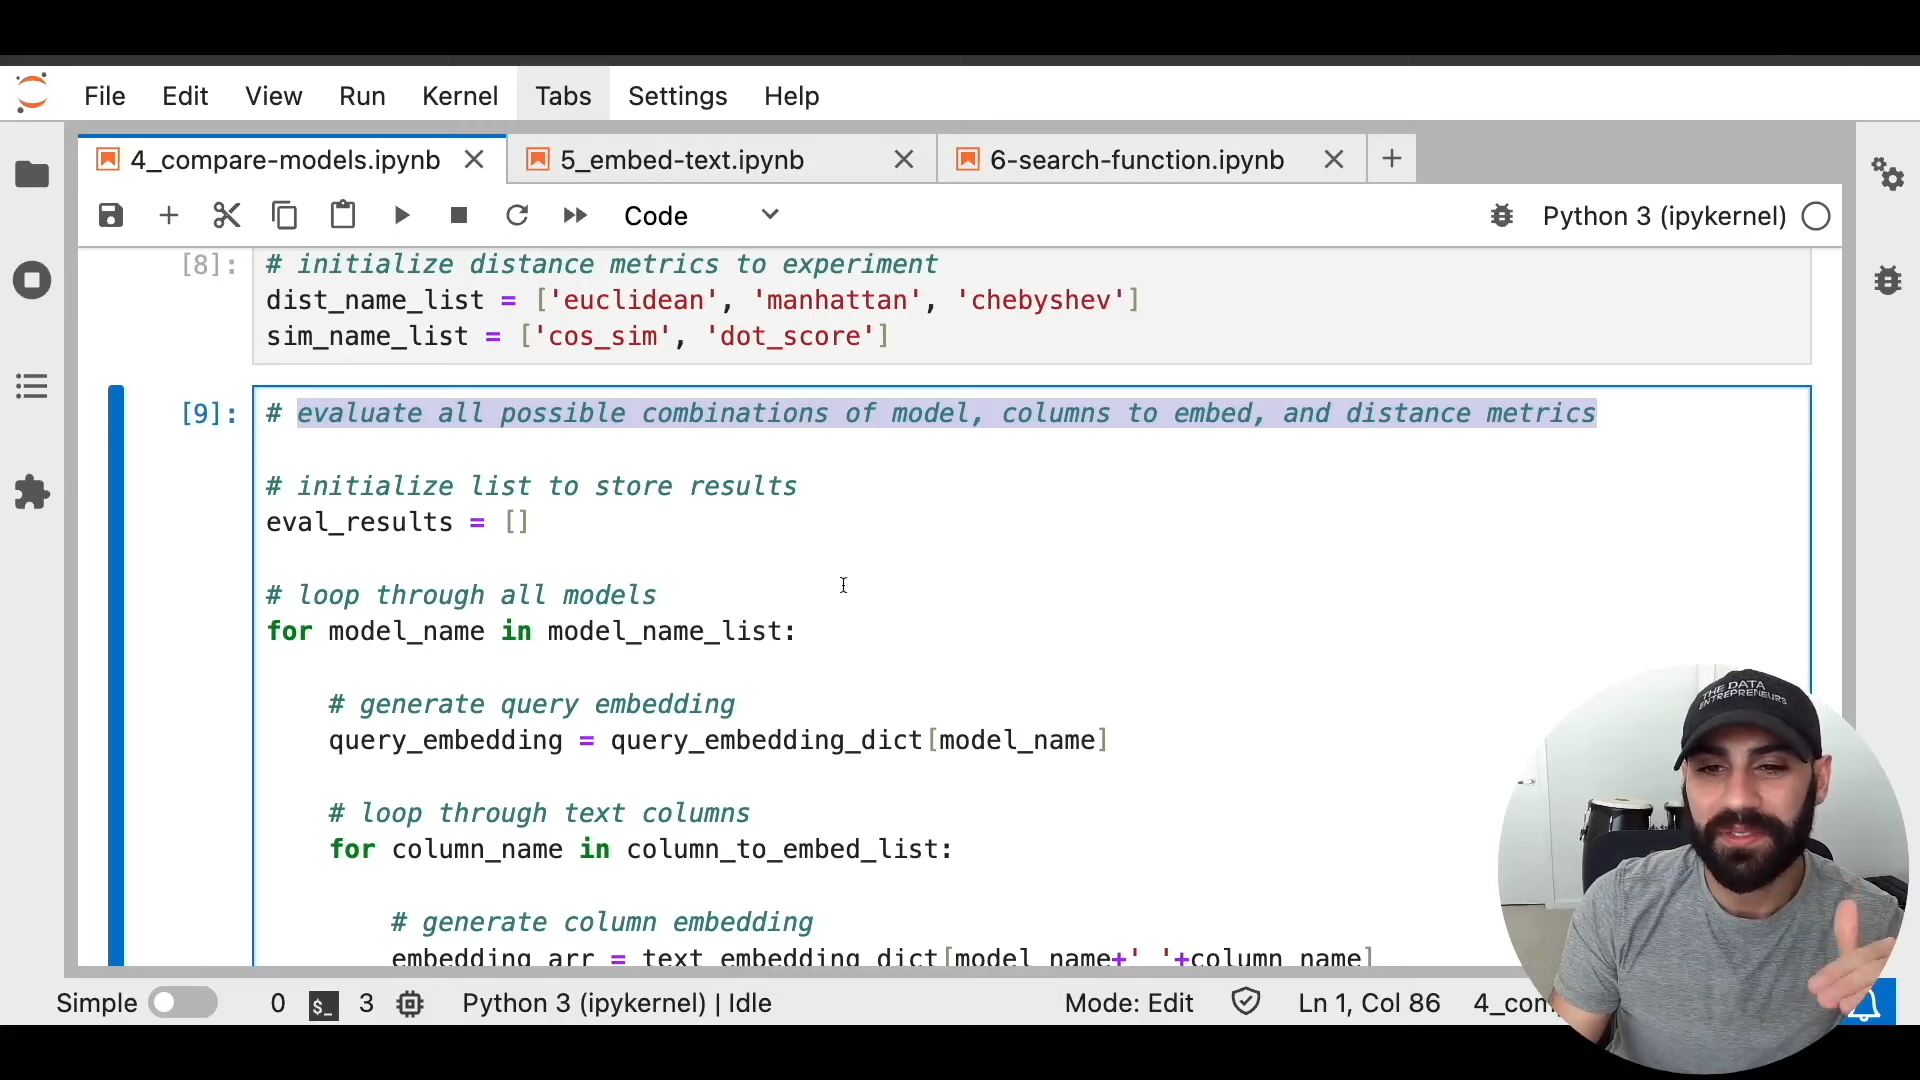 File Edit View Run Kernel Tabs Settings Help
4_compare-models.ipynb 5_embed-text.ipynb 6-search-function.ipynb
Code Python 3 (ipykernel)
[8]: # initialize distance metrics to experiment
dist_name_list = ['euclidean', 'manhattan', 'chebyshev']
sim_name_list = ['cos_sim', 'dot_score']
[9]: # evaluate all possible combinations of model, columns to embed, and distance metrics
# initialize list to store results
eval_results = []
# loop through all models
for model_name in model_name_list:
# generate query embedding
query_embedding = query_embedding_dict[model_name]
# loop through text columns
for column_name in column_to_embed_list:
# generate column embedding
embedding_arr = text_embedding_dict[model_name+'_'+column_name]
THE DATA
ENTREPRENEURS
Simple 0 $_ 3 Python 3 (ipykernel) | Idle Mode: Edit Ln 1, Col 86 4_com